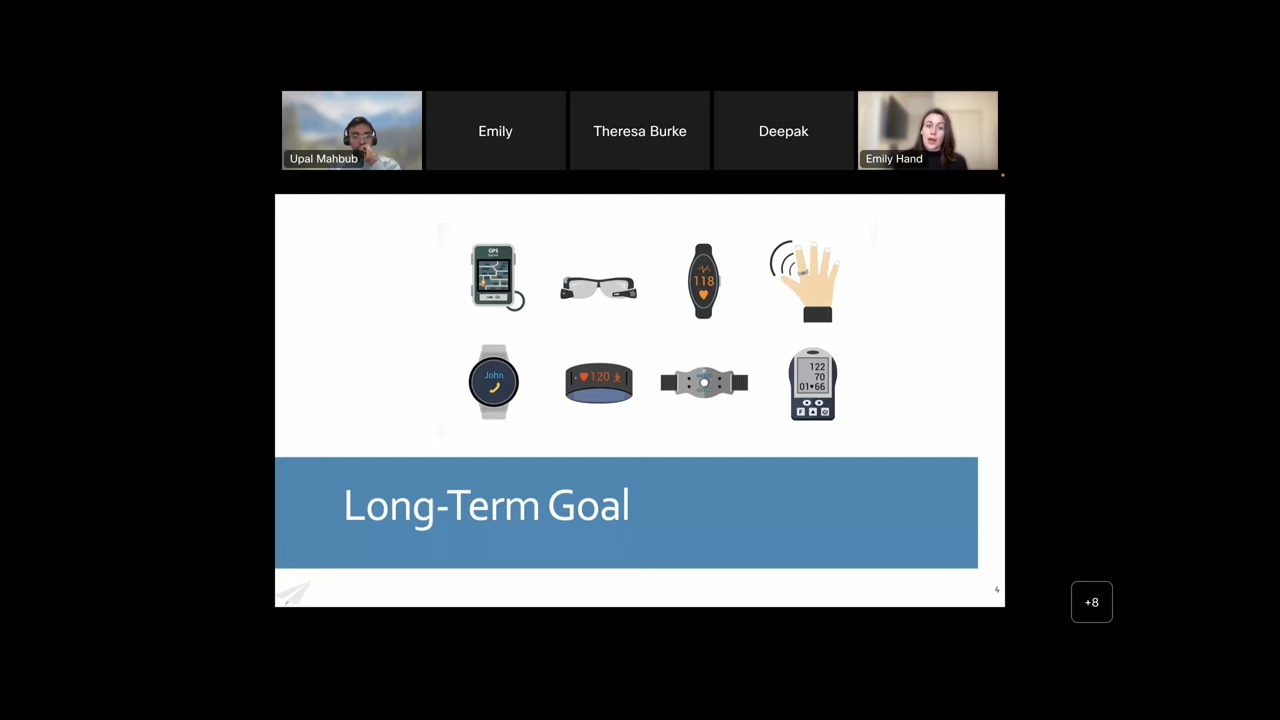 Upal Mahbub
Emily
Theresa Burke
Deepak
Emily Hand
GPS
118
John
120
122
70
01♥66
F
Long-Term Goal
4
+8